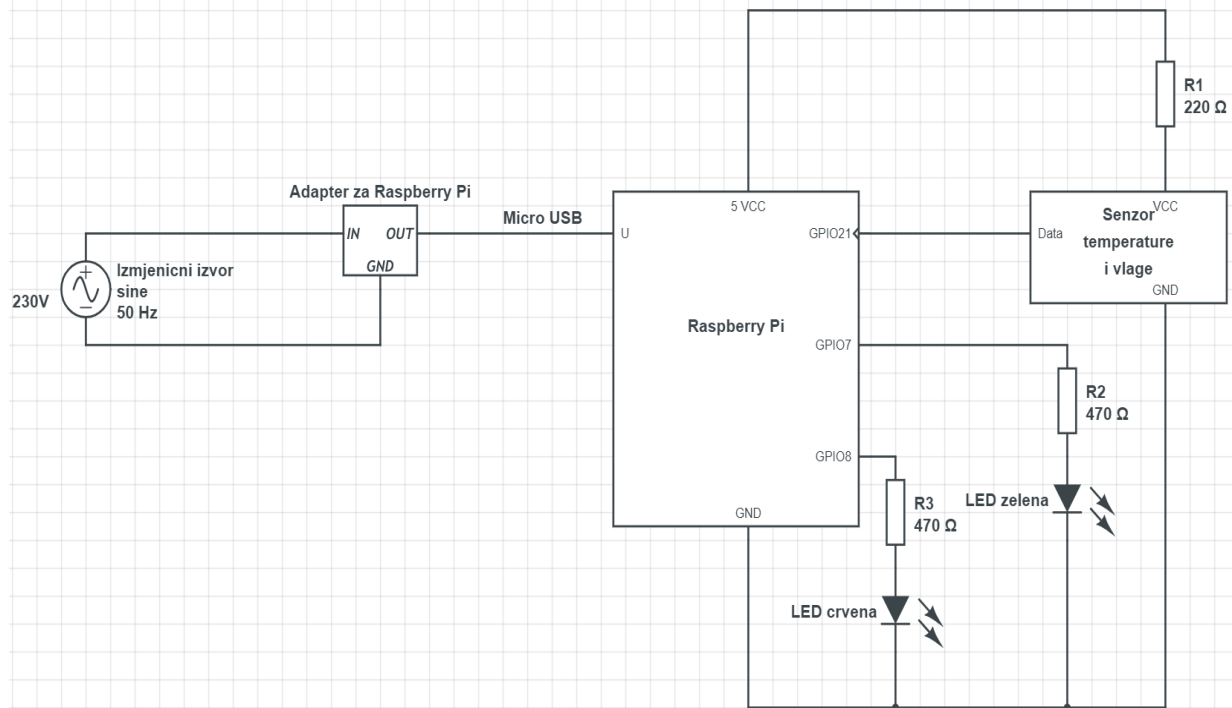 R1
220 Ω
Adapter za Raspberry Pi
IN OUT
GND
Micro USB
230V
+
Izmjenicni izvor
sine
50 Hz
−
5 VCC
U
GPIO21
Raspberry Pi
GPIO7
GPIO8
GND
VCC
Senzor
Data
temperature
i vlage
GND
R2
470 Ω
LED zelena
R3
470 Ω
LED crvena